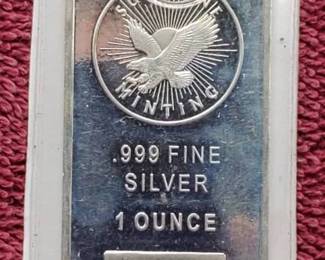 MINTING
.999 FINE
SILVER
1 OUNCE